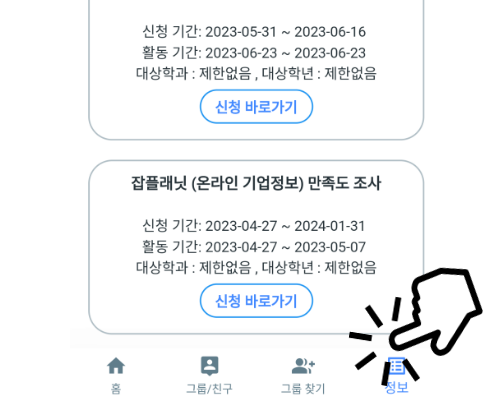 신청 기간: 2023-05-31 ~ 2023-06-16
활동 기간: 2023-06-23 ~ 2023-06-23
대상학과 : 제한없음 , 대상학년 : 제한없음
신청 바로가기
잡플래닛 (온라인 기업정보) 만족도 조사
신청 기간: 2023-04-27 ~ 2024-01-31
활동 기간: 2023-04-27 ~ 2023-05-07
대상학과 : 제한없음 , 대상학년 : 제한없음
신청 바로가기
홈 그룹/친구 그룹 찾기 정보